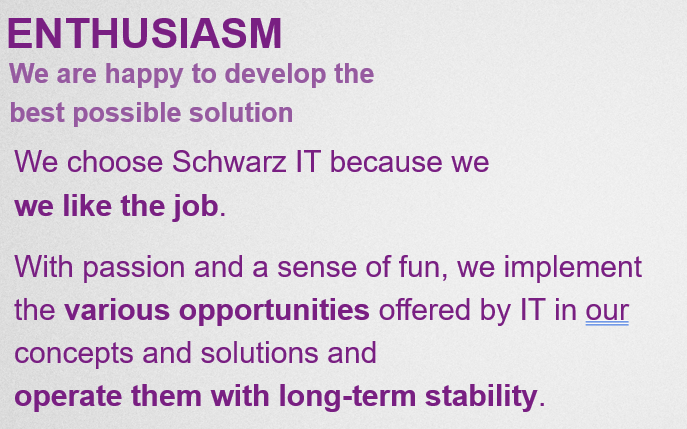 ENTHUSIASM
We are happy to develop the
best possible solution
We choose Schwarz IT because we
we like the job.
With passion and a sense of fun, we implement
the various opportunities offered by IT in our
concepts and solutions and
operate them with long-term stability.